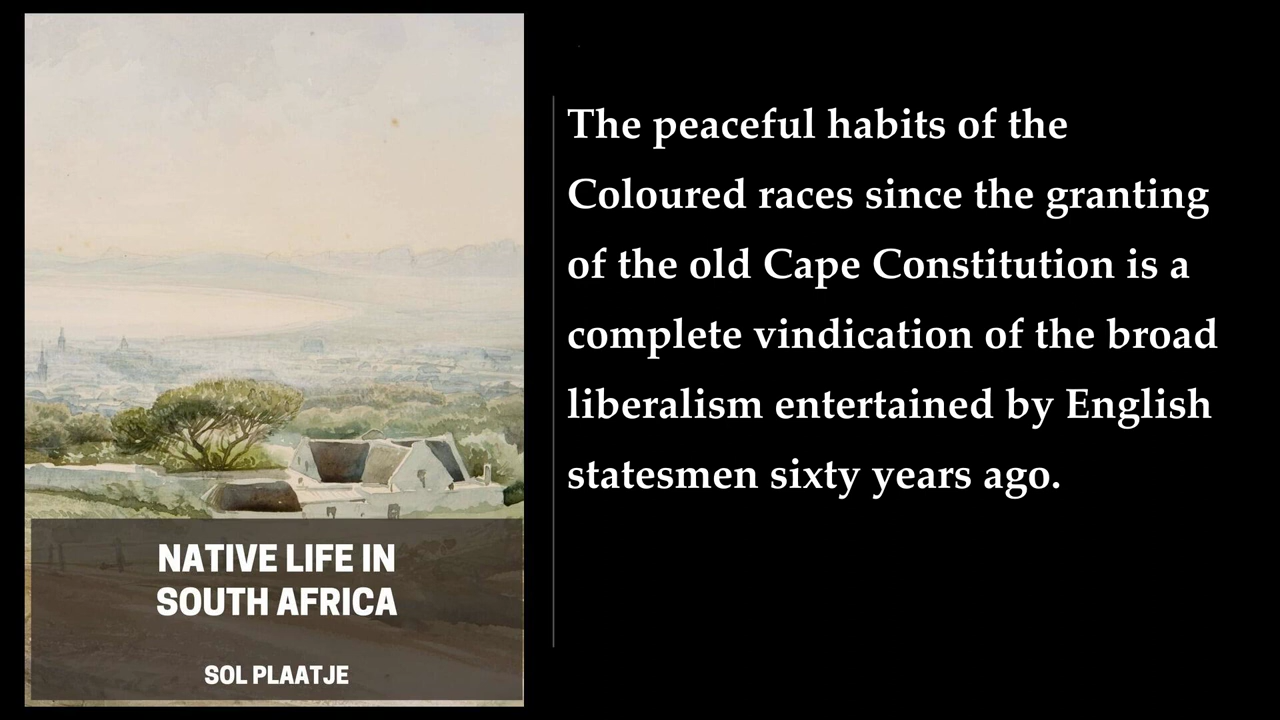 NATIVE LIFE IN
SOUTH AFRICA
SOL PLAATJE
The peaceful habits of the
Coloured races since the granting
of the old Cape Constitution is a
complete vindication of the broad
liberalism entertained by English
statesmen sixty years ago.